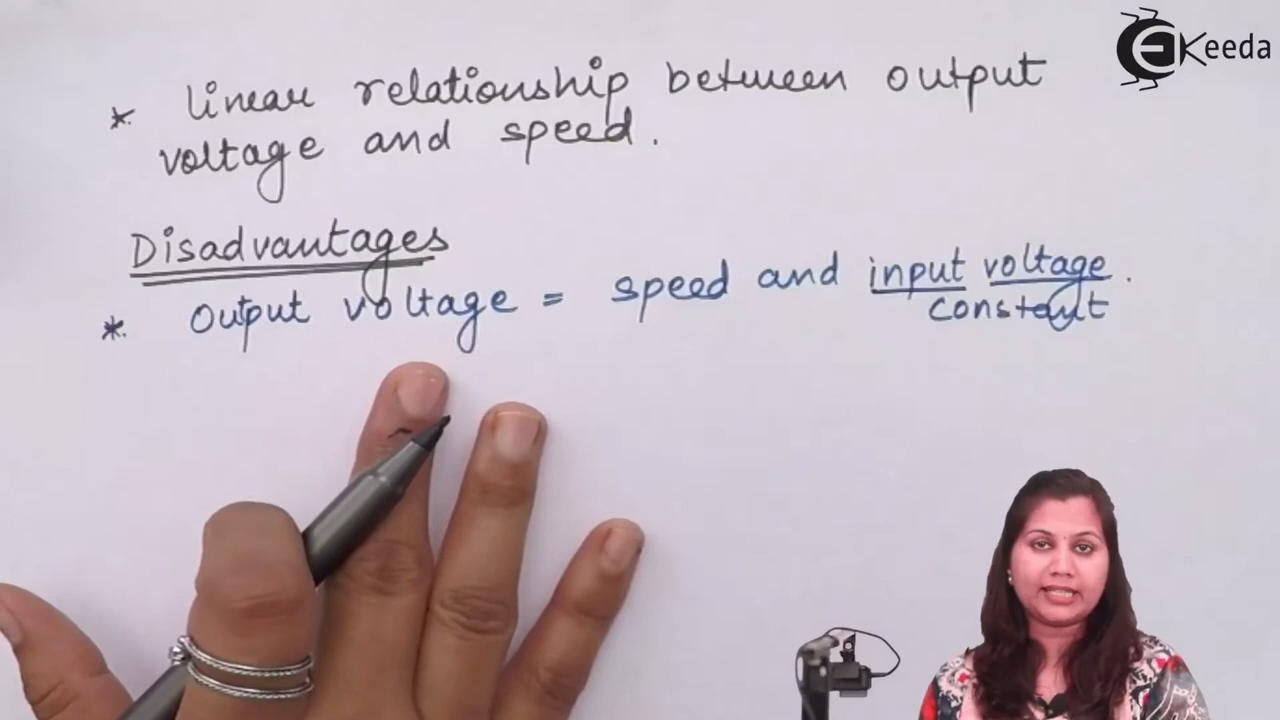 EKeeda
* linear relationship between output
voltage and speed.
Disadvantages
* output voltage = speed and input voltage.
constant